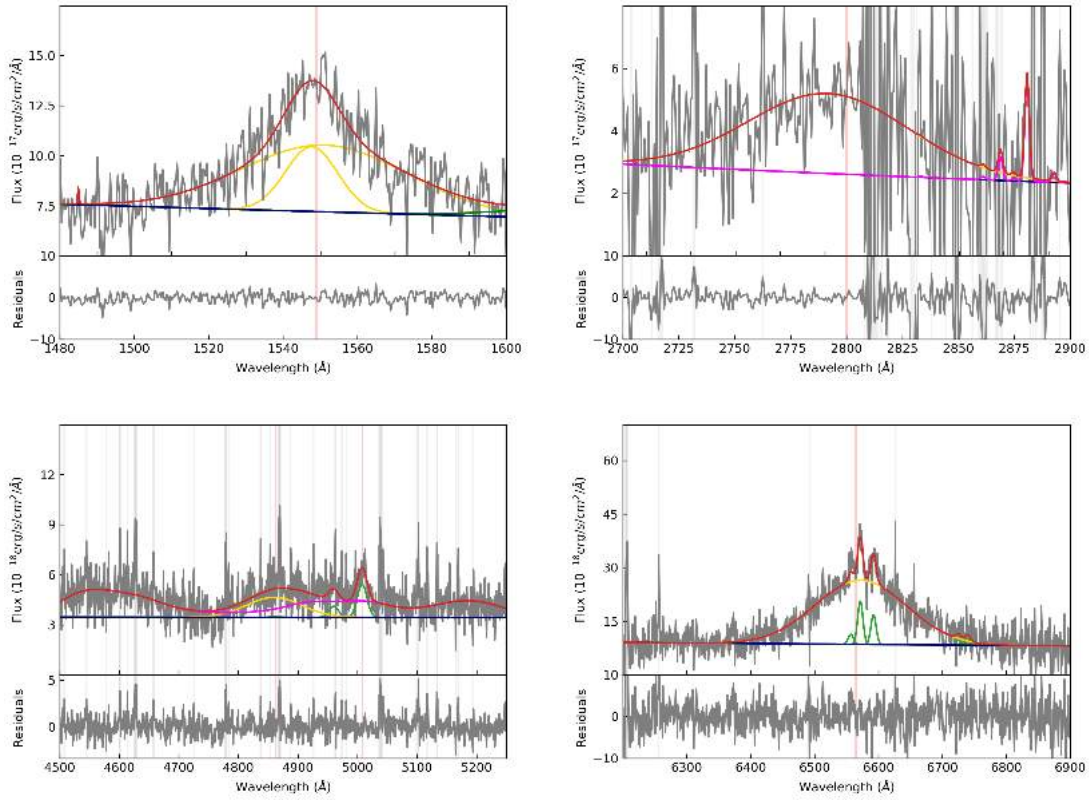 Flux (10 17erg/s/cm²/Å)
15.0
12.5
10.0
7.5
10
Residuals
0
−10
1480 1500 1520 1540 1560 1580 1600
Wavelength (Å)
Flux (10 17erg/s/cm²/Å)
6
4
2
10
Residuals
0
−10
2700 2725 2750 2775 2800 2825 2850 2875 2900
Wavelength (Å)
Flux (10 18erg/s/cm²/Å)
12
9
6
3
Residuals
5
0
4500 4600 4700 4800 4900 5000 5100 5200
Wavelength (Å)
Flux (10 18erg/s/cm²/Å)
60
45
30
15
10
Residuals
0
−10
6300 6400 6500 6600 6700 6800 6900
Wavelength (Å)